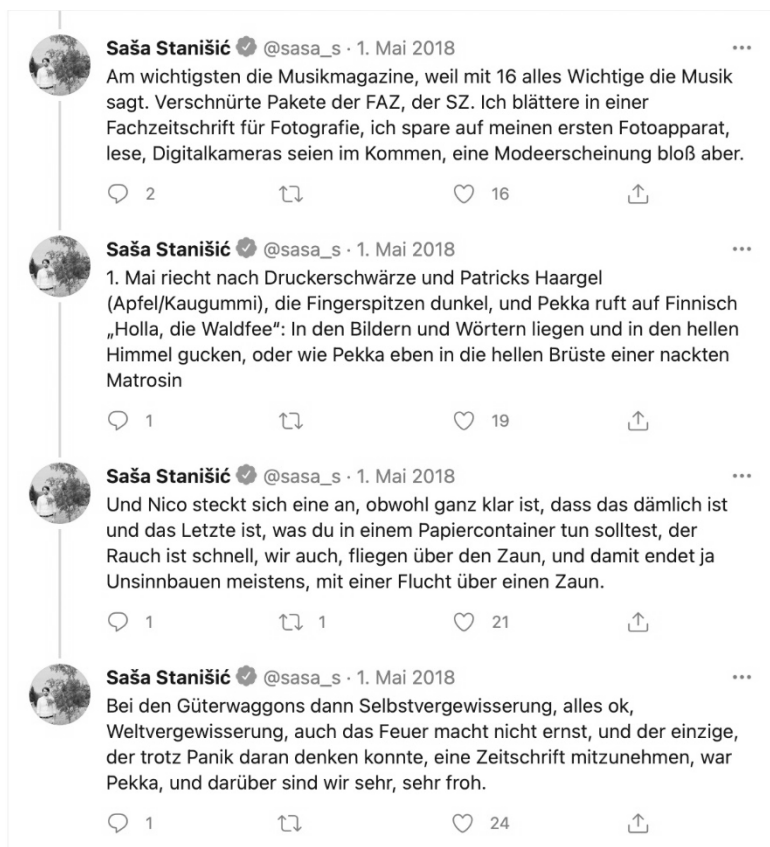 Saša Stanišić @sasa_s · 1. Mai 2018
Am wichtigsten die Musikmagazine, weil mit 16 alles Wichtige die Musik
sagt. Verschnürte Pakete der FAZ, der SZ. Ich blättere in einer
Fachzeitschrift für Fotografie, ich spare auf meinen ersten Fotoapparat,
lese, Digitalkameras seien im Kommen, eine Modeerscheinung bloß aber.
2 16
Saša Stanišić @sasa_s · 1. Mai 2018
1. Mai riecht nach Druckerschwärze und Patricks Haargel
(Apfel/Kaugummi), die Fingerspitzen dunkel, und Pekka ruft auf Finnisch
„Holla, die Waldfee“: In den Bildern und Wörtern liegen und in den hellen
Himmel gucken, oder wie Pekka eben in die hellen Brüste einer nackten
Matrosin
1 19
Saša Stanišić @sasa_s · 1. Mai 2018
Und Nico steckt sich eine an, obwohl ganz klar ist, dass das dämlich ist
und das Letzte ist, was du in einem Papiercontainer tun solltest, der
Rauch ist schnell, wir auch, fliegen über den Zaun, und damit endet ja
Unsinnbauen meistens, mit einer Flucht über einen Zaun.
1 1 21
Saša Stanišić @sasa_s · 1. Mai 2018
Bei den Güterwaggons dann Selbstvergewisserung, alles ok,
Weltvergewisserung, auch das Feuer macht nicht ernst, und der einzige,
der trotz Panik daran denken konnte, eine Zeitschrift mitzunehmen, war
Pekka, und darüber sind wir sehr, sehr froh.
1 24